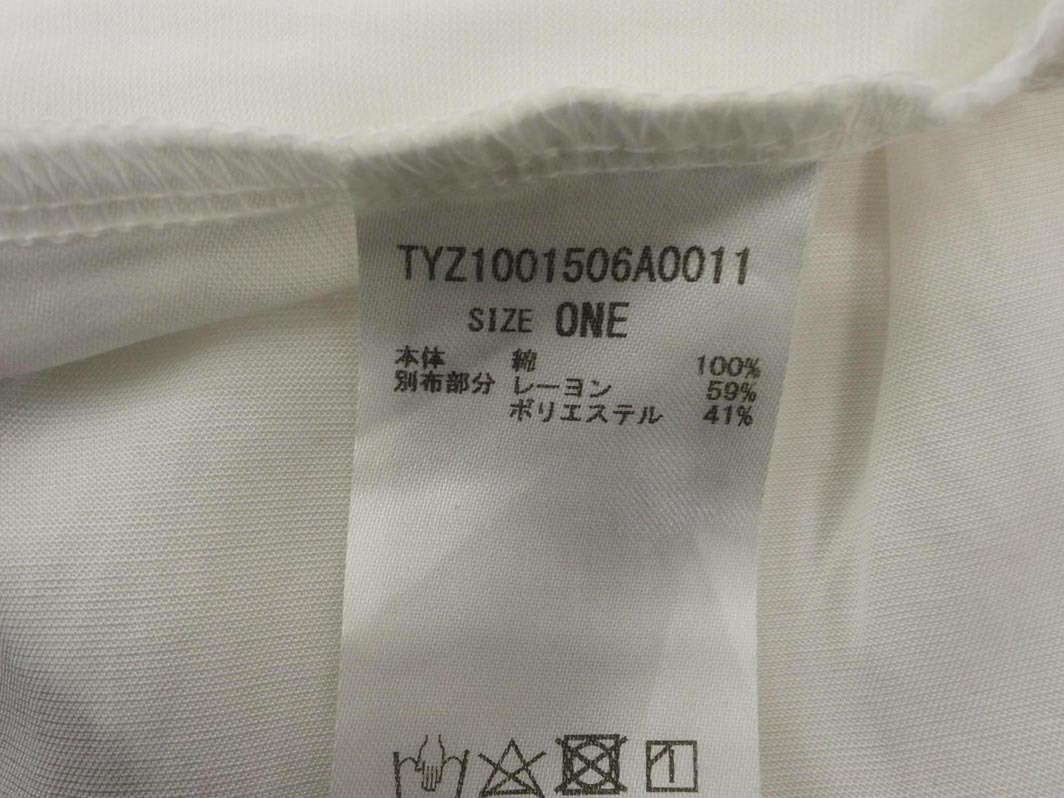 TYZ1001506A0011
SIZE ONE
本体 綿 100%
別布部分 レーヨン 59%
ポリエステル 41%